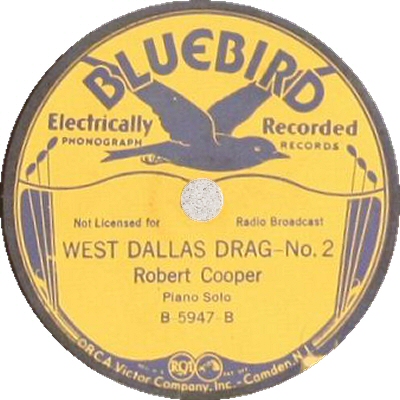 BLUEBIRD
Electrically Recorded
PHONOGRAPH RECORDS
Not Licensed for Radio Broadcast
WEST DALLAS DRAG-No. 2
Robert Cooper
Piano Solo
B-5947-B
RCA
RCA Victor Company, Inc.-Camden, N.J.